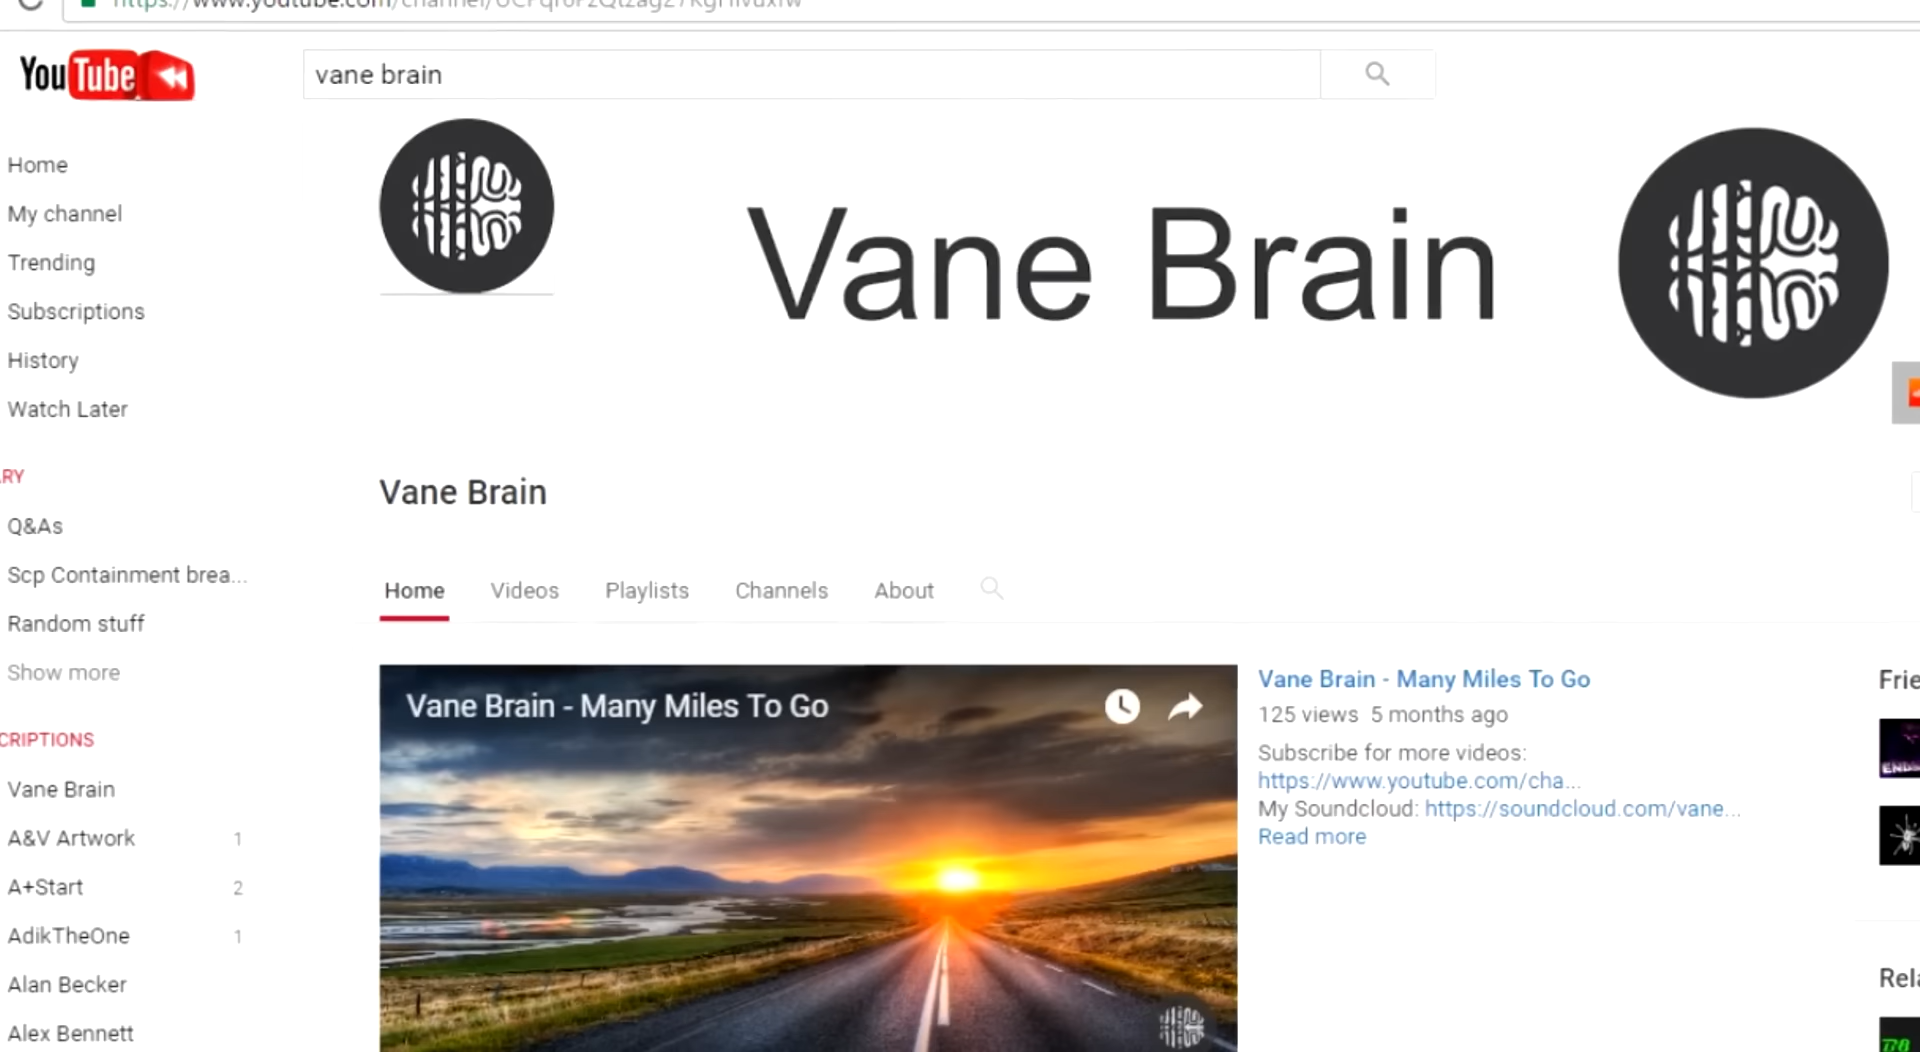 YouTube
vane brain
Home
My channel
Trending
Subscriptions
History
Watch Later
RY
Q&As
Scp Containment brea...
Random stuff
Show more
CRIPTIONS
Vane Brain
A&V Artwork 1
A+Start 2
AdikTheOne 1
Alan Becker
Alex Bennett
Vane Brain
Vane Brain
Home Videos Playlists Channels About
Vane Brain - Many Miles To Go
Vane Brain - Many Miles To Go
125 views 5 months ago
Subscribe for more videos:
https://www.youtube.com/cha...
My Soundcloud: https://soundcloud.com/vane...
Read more
Frie
Rela